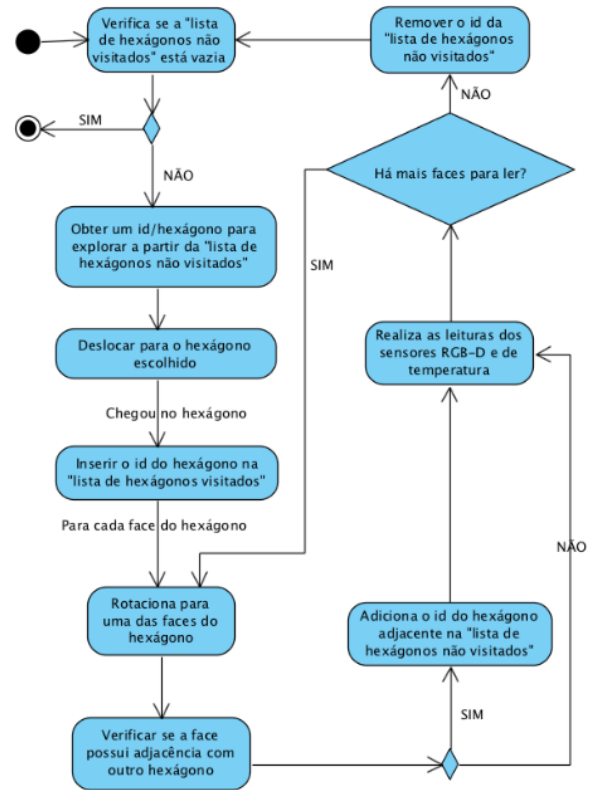 Verifica se a "lista
de hexágonos não
visitados" está vazia
SIM
NÃO
Obter um id/hexágono para
explorar a partir da "lista de
hexágonos não visitados"
Deslocar para o hexágono
escolhido
Chegou no hexágono
Inserir o id do hexágono na
"lista de hexágonos visitados"
Para cada face do hexágono
Rotaciona para
uma das faces do
hexágono
Verificar se a face
possui adjacência com
outro hexágono
SIM
NÃO
Adiciona o id do hexágono
adjacente na "lista de
hexágonos não visitados"
Realiza as leituras dos
sensores RGB-D e de
temperatura
Há mais faces para ler?
SIM
NÃO
Remover o id da
"lista de hexágonos
não visitados"